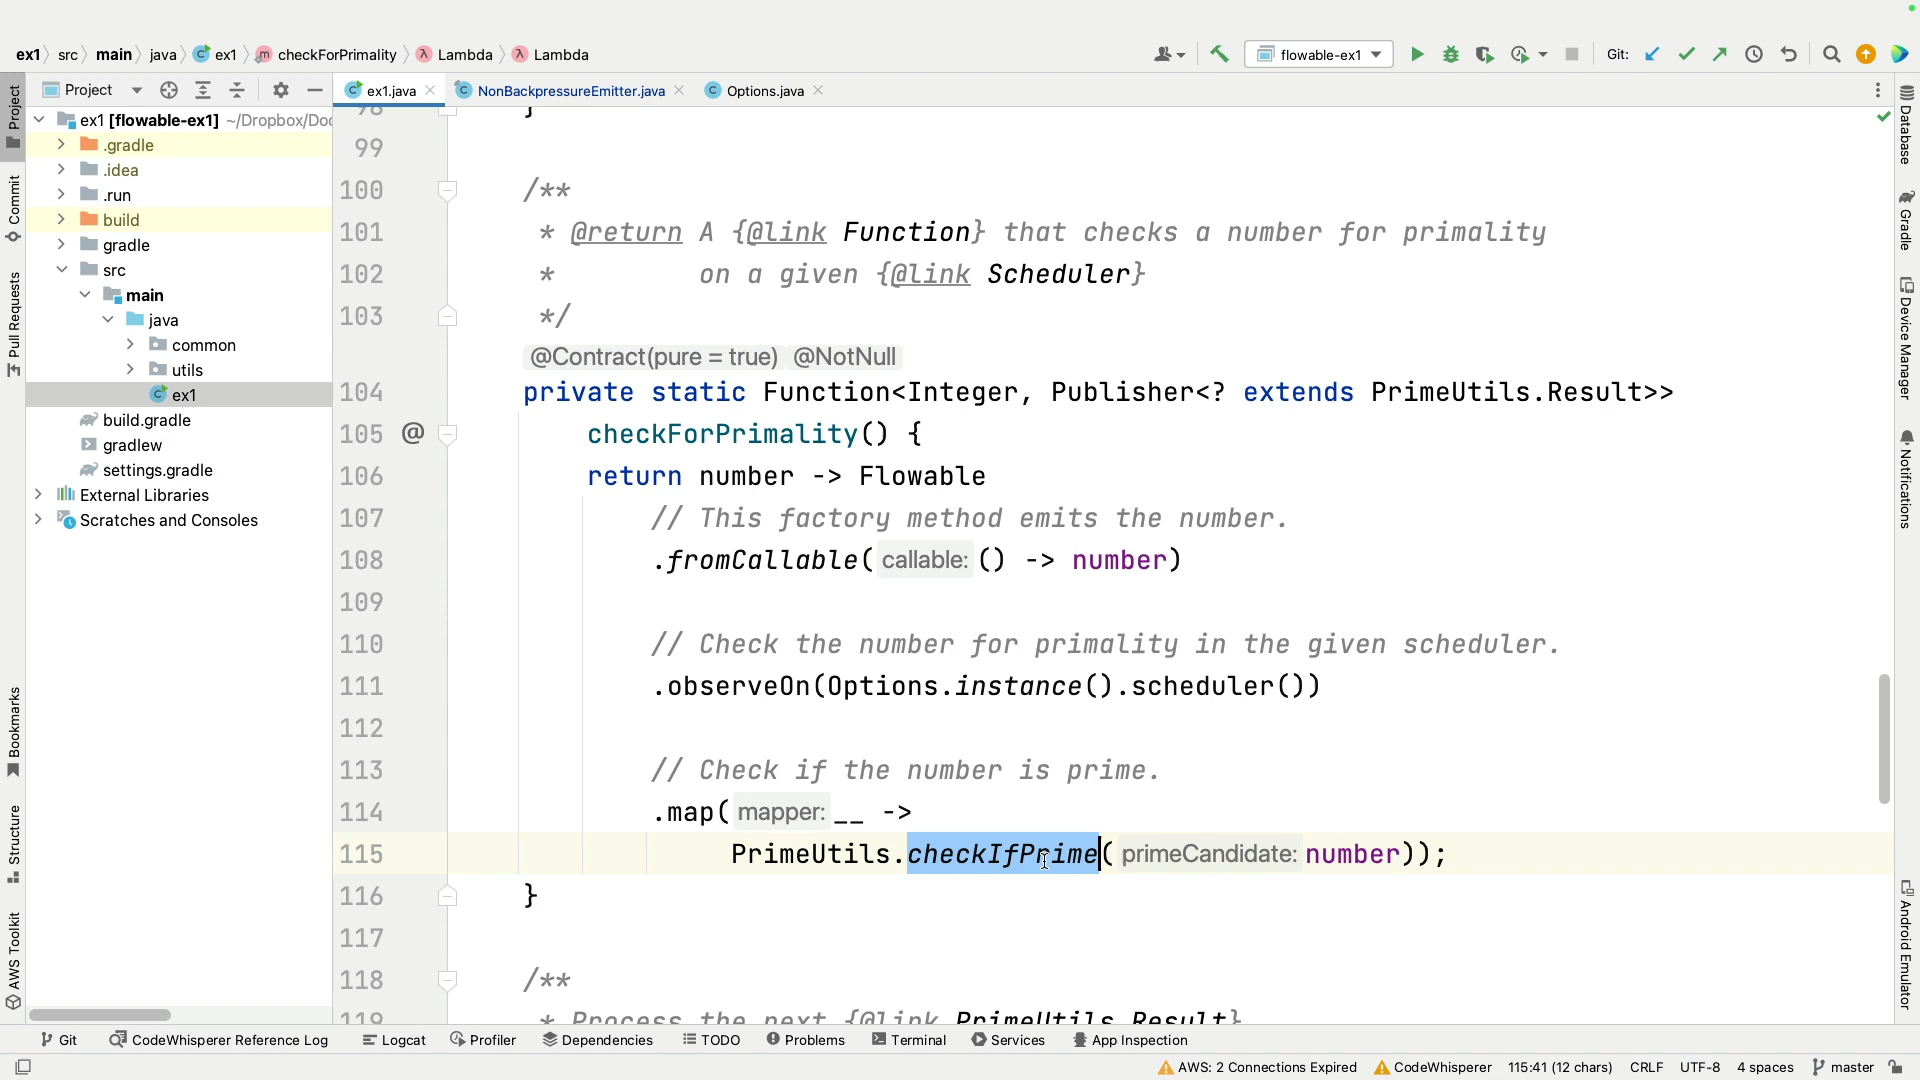 ex1 src main java ex1 checkForPrimality Lambda Lambda
flowable-ex1
Git:
Project
ex1.java
NonBackpressureEmitter.java
Options.java
Project
Commit
Pull Requests
Bookmarks
Structure
AWS Toolkit
ex1 [flowable-ex1] ~/Dropbox/Doc
.gradle
.idea
.run
build
gradle
src
main
java
common
utils
ex1
build.gradle
gradlew
settings.gradle
External Libraries
Scratches and Consoles
98 }
99
100 /**
101 * @return A {@link Function} that checks a number for primality
102 * on a given {@link Scheduler}
103 */
@Contract(pure = true) @NotNull
104 private static Function<Integer, Publisher<? extends PrimeUtils.Result>>
105 @ checkForPrimality() {
106 return number -> Flowable
107 // This factory method emits the number.
108 .fromCallable( callable: () -> number)
109
110 // Check the number for primality in the given scheduler.
111 .observeOn(Options.instance().scheduler())
112
113 // Check if the number is prime.
114 .map( mapper: __ ->
115 PrimeUtils.checkIfPrime( primeCandidate: number));
116 }
117
118 /**
119 * Process the next {@link PrimeUtils.Result}
Database
Gradle
Device Manager
Notifications
Android Emulator
Git CodeWhisperer Reference Log Logcat Profiler Dependencies TODO Problems Terminal Services App Inspection
AWS: 2 Connections Expired CodeWhisperer 115:41 (12 chars) CRLF UTF-8 4 spaces master